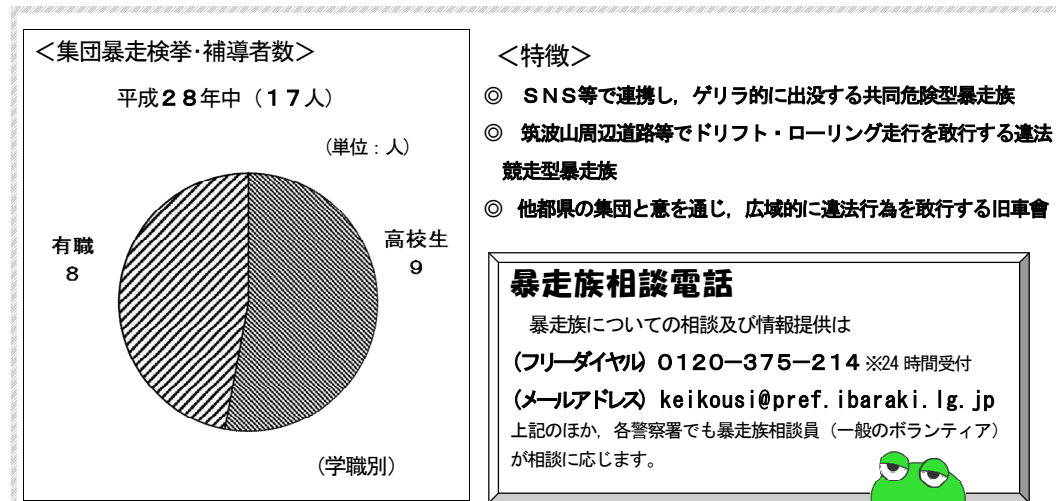 ＜集団暴走検挙・補導者数＞
平成２８年中（１７人）
（単位：人）
有職
8
高校生
9
（学職別）
＜特徴＞
◎　ＳＮＳ等で連携し，ゲリラ的に出没する共同危険型暴走族
◎　筑波山周辺道路等でドリフト・ローリング走行を敢行する違法
競走型暴走族
◎　他都県の集団と意を通じ，広域的に違法行為を敢行する旧車會
暴走族相談電話
暴走族についての相談及び情報提供は
（フリーダイヤル）０１２０－３７５－２１４ ※24時間受付
（メールアドレス）keikousi@pref.ibaraki.lg.jp
上記のほか，各警察署でも暴走族相談員（一般のボランティア）
が相談に応じます。